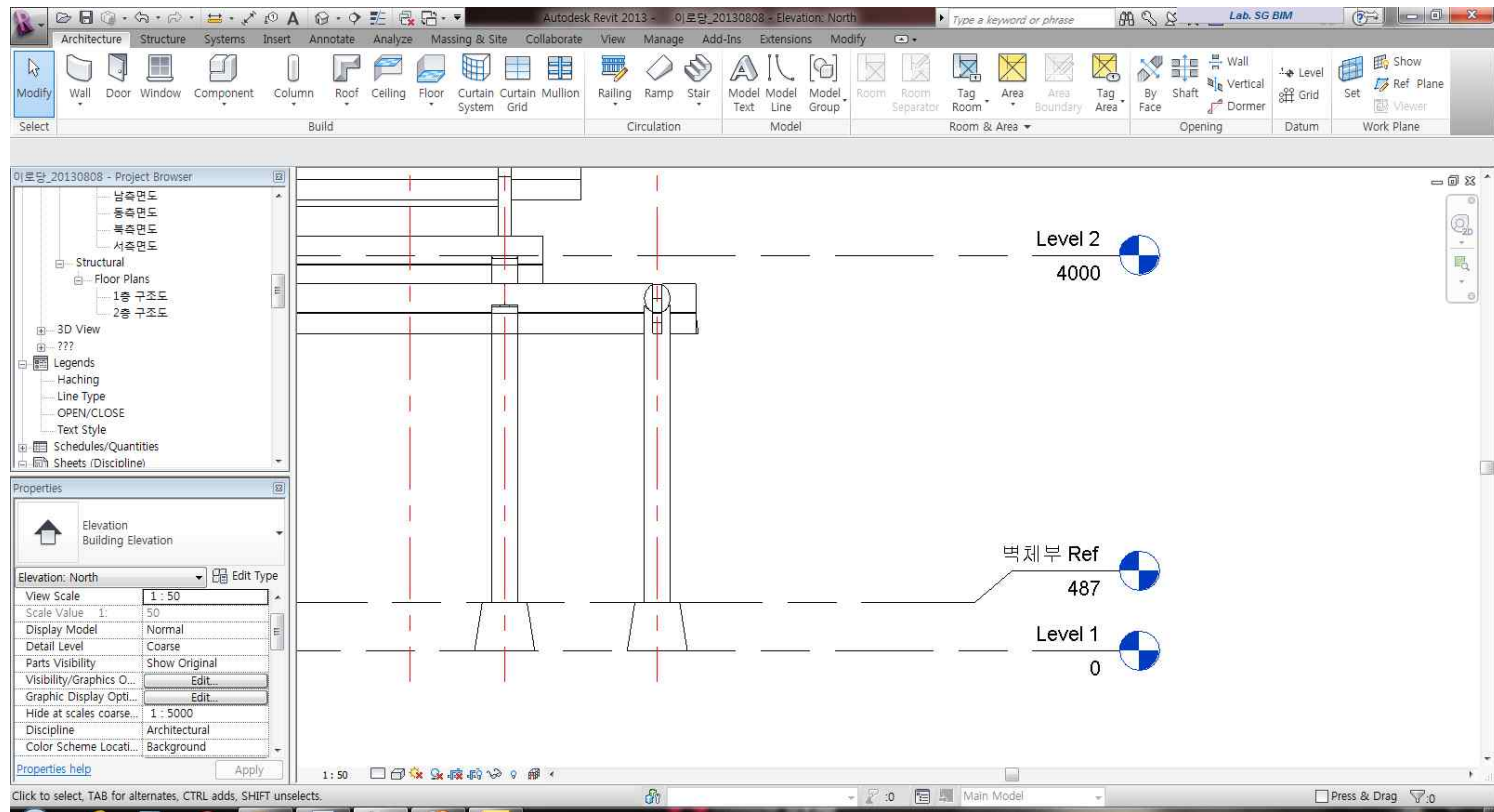 Autodesk Revit 2013 - 이로당_20130808 - Elevation: North
Type a keyword or phrase
Lab. SG BIM
Architecture Structure Systems Insert Annotate Analyze Massing & Site Collaborate View Manage Add-Ins Extensions Modify
Modify Wall Door Window Component Column Roof Ceiling Floor Curtain System Curtain Grid Mullion Railing Ramp Stair Model Text Model Line Model Group Room Room Separator Tag Room Area Area Boundary Tag Area By Face Shaft Wall Vertical Dormer Level Grid Set Show Ref Plane Viewer
Select Build Circulation Model Room & Area Opening Datum Work Plane
이로당_20130808 - Project Browser
남측면도
동측면도
북측면도
서측면도
Structural
Floor Plans
1층 구조도
2층 구조도
3D View
???
Legends
Haching
Line Type
OPEN/CLOSE
Text Style
Schedules/Quantities
Sheets (Discipline)
Properties
Elevation
Building Elevation
Elevation: North Edit Type
View Scale 1 : 50
Scale Value 1: 50
Display Model Normal
Detail Level Coarse
Parts Visibility Show Original
Visibility/Graphics O... Edit...
Graphic Display Opti... Edit...
Hide at scales coarse... 1 : 5000
Discipline Architectural
Color Scheme Locati... Background
Properties help Apply
Level 2
4000
벽체부 Ref
487
Level 1
0
2D
1 : 50
Click to select, TAB for alternates, CTRL adds, SHIFT unselects.
:0
Main Model
Press & Drag
:0